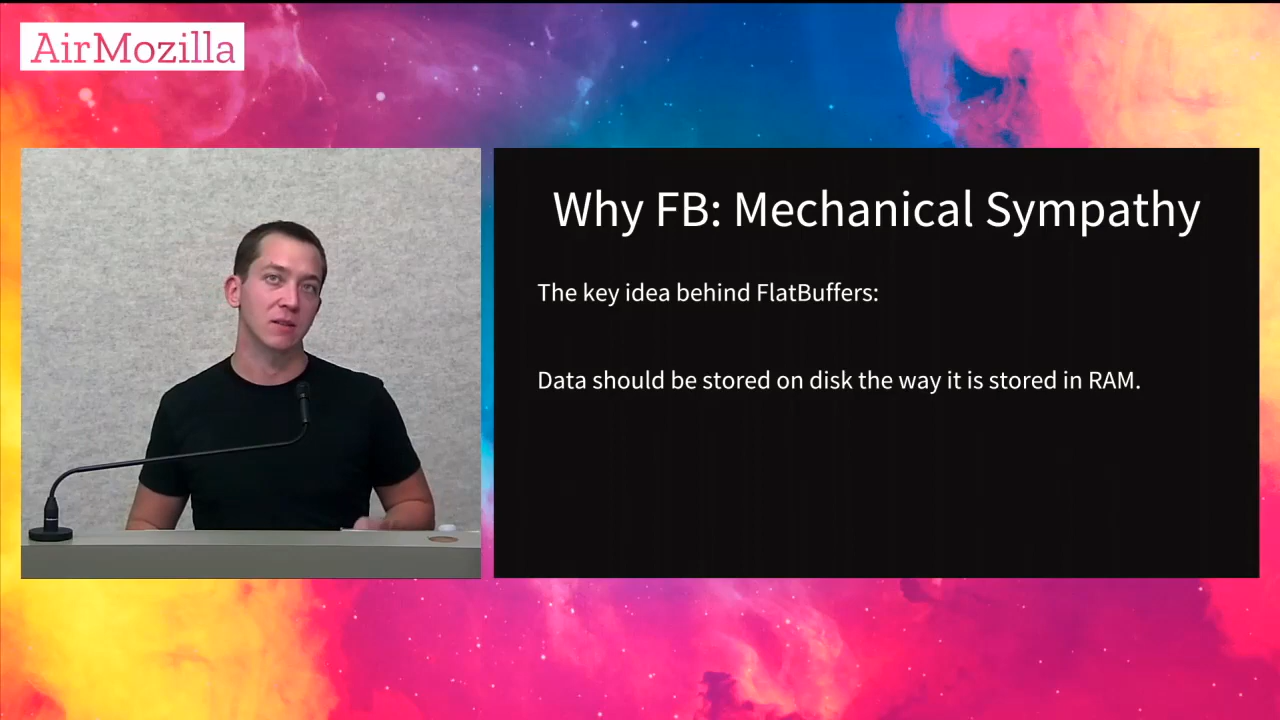 AirMozilla
Why FB: Mechanical Sympathy
The key idea behind FlatBuffers:
Data should be stored on disk the way it is stored in RAM.